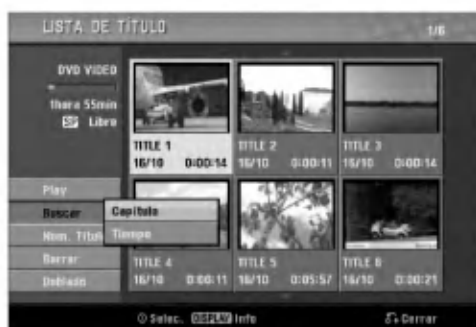 LISTA DE TÍTULO 1/6
DVD VIDEO
1hora 55min
SP Libre
TITLE 1
16/10 0:00:14
TITLE 2
16/10 0:00:11
TITLE 3
16/10 0:00:14
Play
Buscar
Capítulo
Num. Título
Tiempo
Borrar
Doblado
TITLE 4
16/10 0:00:11
TITLE 5
16/10 0:05:57
TITLE 6
16/10 0:00:21
Selec. DISPLAY Info Cerrar